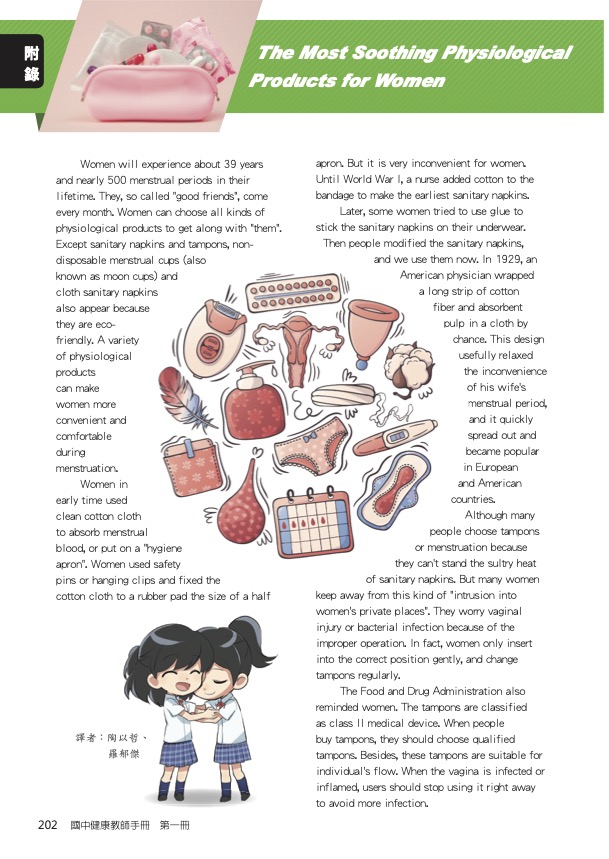 附錄
The Most Soothing Physiological
Products for Women
Women will experience about 39 years
and nearly 500 menstrual periods in their
lifetime. They, so called "good friends", come
every month. Women can choose all kinds of
physiological products to get along with "them".
Except sanitary napkins and tampons, non-
disposable menstrual cups (also
known as moon cups) and
cloth sanitary napkins
also appear because
they are eco-
friendly. A variety
of physiological
products
can make
women more
convenient and
comfortable
during
menstruation.
Women in
early time used
clean cotton cloth
to absorb menstrual
blood, or put on a "hygiene
apron". Women used safety
pins or hanging clips and fixed the
cotton cloth to a rubber pad the size of a half
apron. But it is very inconvenient for women.
Until World War I, a nurse added cotton to the
bandage to make the earliest sanitary napkins.
Later, some women tried to use glue to
stick the sanitary napkins on their underwear.
Then people modified the sanitary napkins,
and we use them now. In 1929, an
American physician wrapped
a long strip of cotton
fiber and absorbent
pulp in a cloth by
chance. This design
usefully relaxed
the inconvenience
of his wife's
menstrual period,
and it quickly
spread out and
became popular
in European
and American
countries.
Although many
people choose tampons
or menstruation because
they can't stand the sultry heat
of sanitary napkins. But many women
keep away from this kind of "intrusion into
women's private places". They worry vaginal
injury or bacterial infection because of the
improper operation. In fact, women only insert
into the correct position gently, and change
tampons regularly.
The Food and Drug Administration also
reminded women. The tampons are classified
as class II medical device. When people
buy tampons, they should choose qualified
tampons. Besides, these tampons are suitable for
individual's flow. When the vagina is infected or
inflamed, users should stop using it right away
to avoid more infection.
譯者：陶以哲、
羅郁傑
202 國中健康教師手冊 第一冊